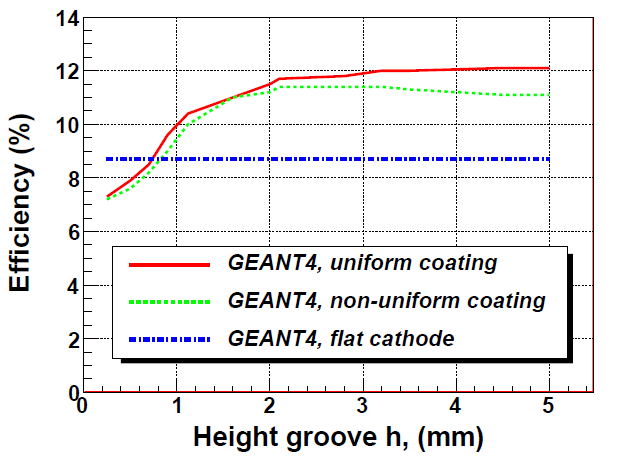 14
12
10
8
6
4
2
0
Efficiency (%)
GEANT4, uniform coating
GEANT4, non-uniform coating
GEANT4, flat cathode
0 1 2 3 4 5
Height groove h, (mm)